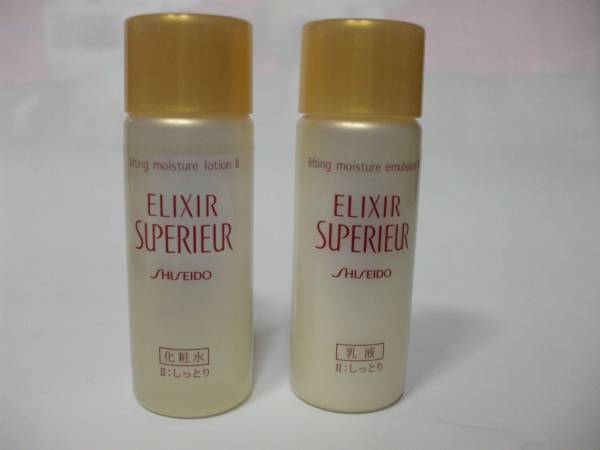 lifting moisture lotion II
ELIXIR
SUPERIEUR
SHISEIDO
化粧水
II:しっとり
lifting moisture emulsion II
ELIXIR
SUPERIEUR
SHISEIDO
乳液
II:しっとり